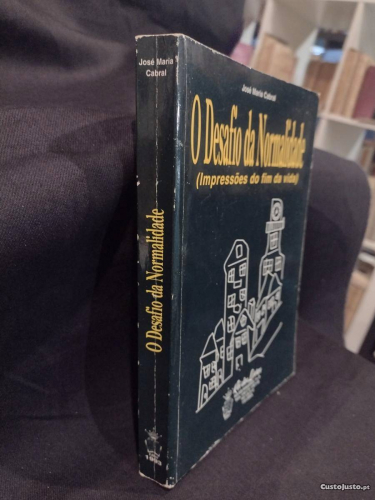 José Maria
Cabral
O Desafio da Normalidade
José Maria Cabral
O Desafio da Normalidade
(Impressões do fim da vida)
CustoJusto.pt